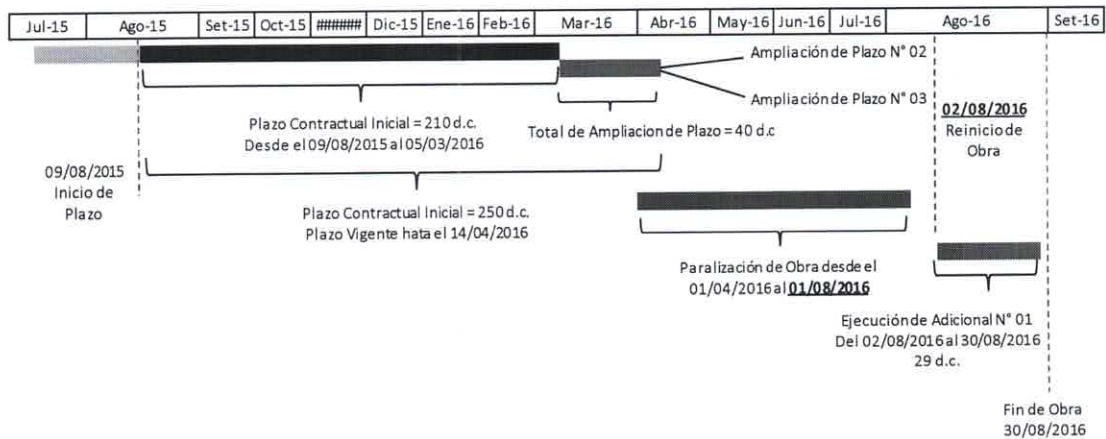 Jul-15 Ago-15 Set-15 Oct-15 ###### Dic-15 Ene-16 Feb-16 Mar-16 Abr-16 May-16 Jun-16 Jul-16 Ago-16 Set-16
Ampliación de Plazo N° 02
Ampliación de Plazo N° 03
Plazo Contractual Inicial = 210 d.c.
Desde el 09/08/2015 al 05/03/2016
Total de Ampliacion de Plazo = 40 d.c
02/08/2016
Reinicio de
Obra
09/08/2015
Inicio de
Plazo
Plazo Contractual Inicial = 250 d.c.
Plazo Vigente hata el 14/04/2016
Paralización de Obra desde el
01/04/2016 al 01/08/2016
Ejecución de Adicional N° 01
Del 02/08/2016 al 30/08/2016
29 d.c.
Fin de Obra
30/08/2016